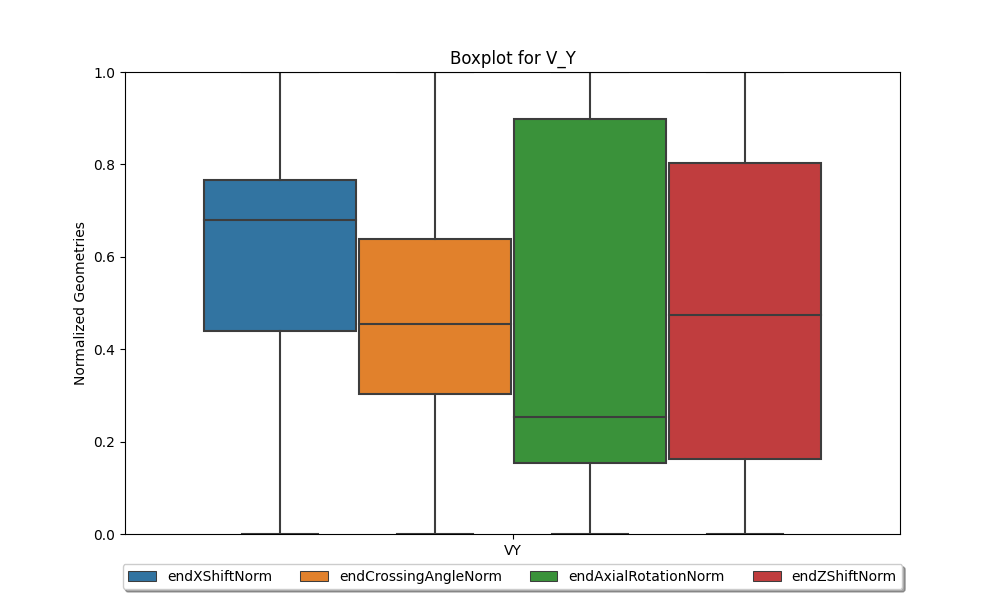 Boxplot for V_Y
Normalized Geometries
1.0
0.8
0.6
0.4
0.2
0.0
VY
endXShiftNorm endCrossingAngleNorm endAxialRotationNorm endZShiftNorm